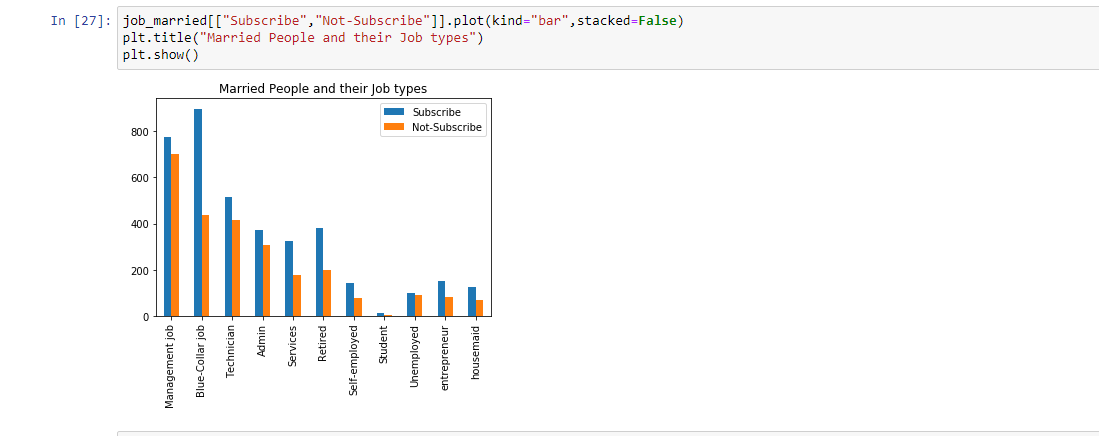 In [27]:
job_married[["Subscribe","Not-Subscribe"]].plot(kind="bar",stacked=False)
plt.title("Married People and their Job types")
plt.show()
Married People and their Job types
Subscribe
Not-Subscribe
800
600
400
200
0
Management job
Blue-Collar job
Technician
Admin
Services
Retired
Self-employed
Student
Unemployed
entrepreneur
housemaid